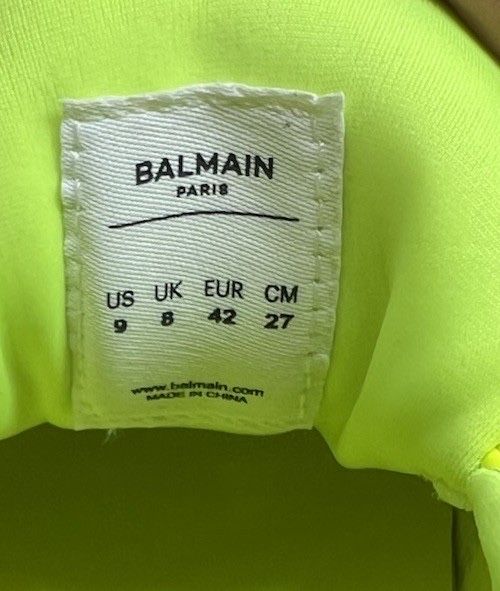 BALMAIN
PARIS
US UK EUR CM
9 8 42 27
www.balmain.com
MADE IN CHINA